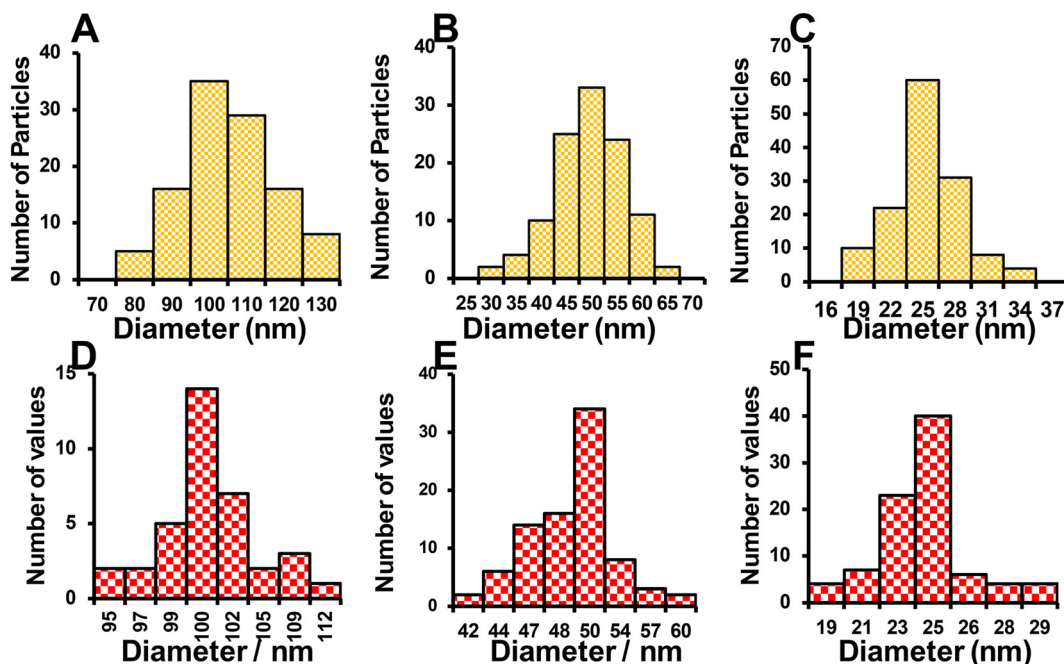 A
Number of Particles
40
30
20
10
0
70 80 90 100 110 120 130
Diameter (nm)
B
Number of Particles
40
30
20
10
0
25 30 35 40 45 50 55 60 65 70
Diameter (nm)
C
Number of Particles
70
60
50
40
30
20
10
0
16 19 22 25 28 31 34 37
Diameter (nm)
D
Number of values
15
10
5
0
95 97 99 100 102 105 109 112
Diameter / nm
E
Number of values
40
30
20
10
0
42 44 47 48 50 54 57 60
Diameter / nm
F
Number of values
50
40
30
20
10
0
19 21 23 25 26 28 29
Diameter (nm)